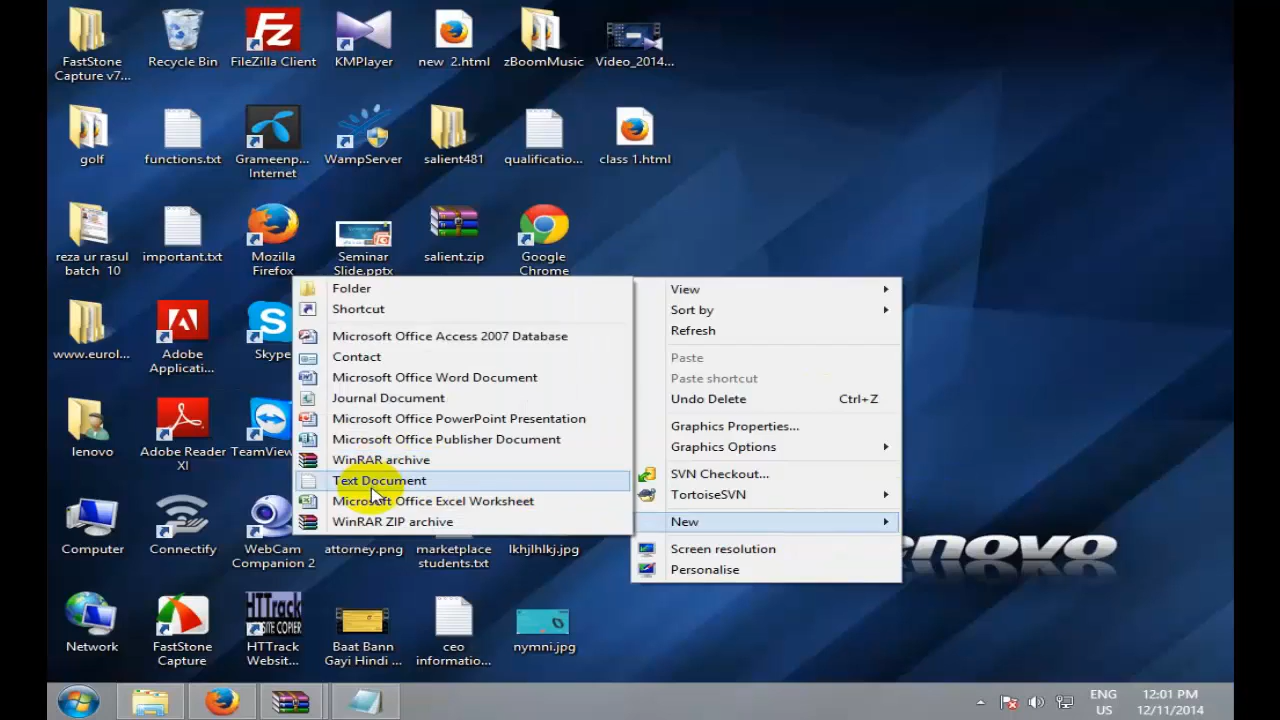 FastStone
Capture v7...
Recycle Bin
FileZilla Client
KMPlayer
new 2.html
zBoomMusic
Video_2014...
golf
functions.txt
Grameenp...
Internet
WampServer
salient481
qualificatio...
class 1.html
reza ur rasul
batch 10
important.txt
Mozilla
Firefox
Seminar
Slide.pptx
salient.zip
Google
Chrome
www.eurol...
Adobe
Applicati...
Skype
lenovo
Adobe Reader
XI
TeamView
Computer
Connectify
WebCam
Companion 2
attorney.png
marketplace
students.txt
lkhjlhlkj.jpg
Network
FastStone
Capture
HTTrack
SITE COPIER
HTTrack
Websit...
Baat Bann
Gayi Hindi ...
ceo
informatio...
nymni.jpg
Folder
Shortcut
Microsoft Office Access 2007 Database
Contact
Microsoft Office Word Document
Journal Document
Microsoft Office PowerPoint Presentation
Microsoft Office Publisher Document
WinRAR archive
Text Document
Microsoft Office Excel Worksheet
WinRAR ZIP archive
View
Sort by
Refresh
Paste
Paste shortcut
Undo Delete Ctrl+Z
Graphics Properties...
Graphics Options
SVN Checkout...
TortoiseSVN
New
Screen resolution
Personalise
enovo
ENG
US
12:01 PM
12/11/2014